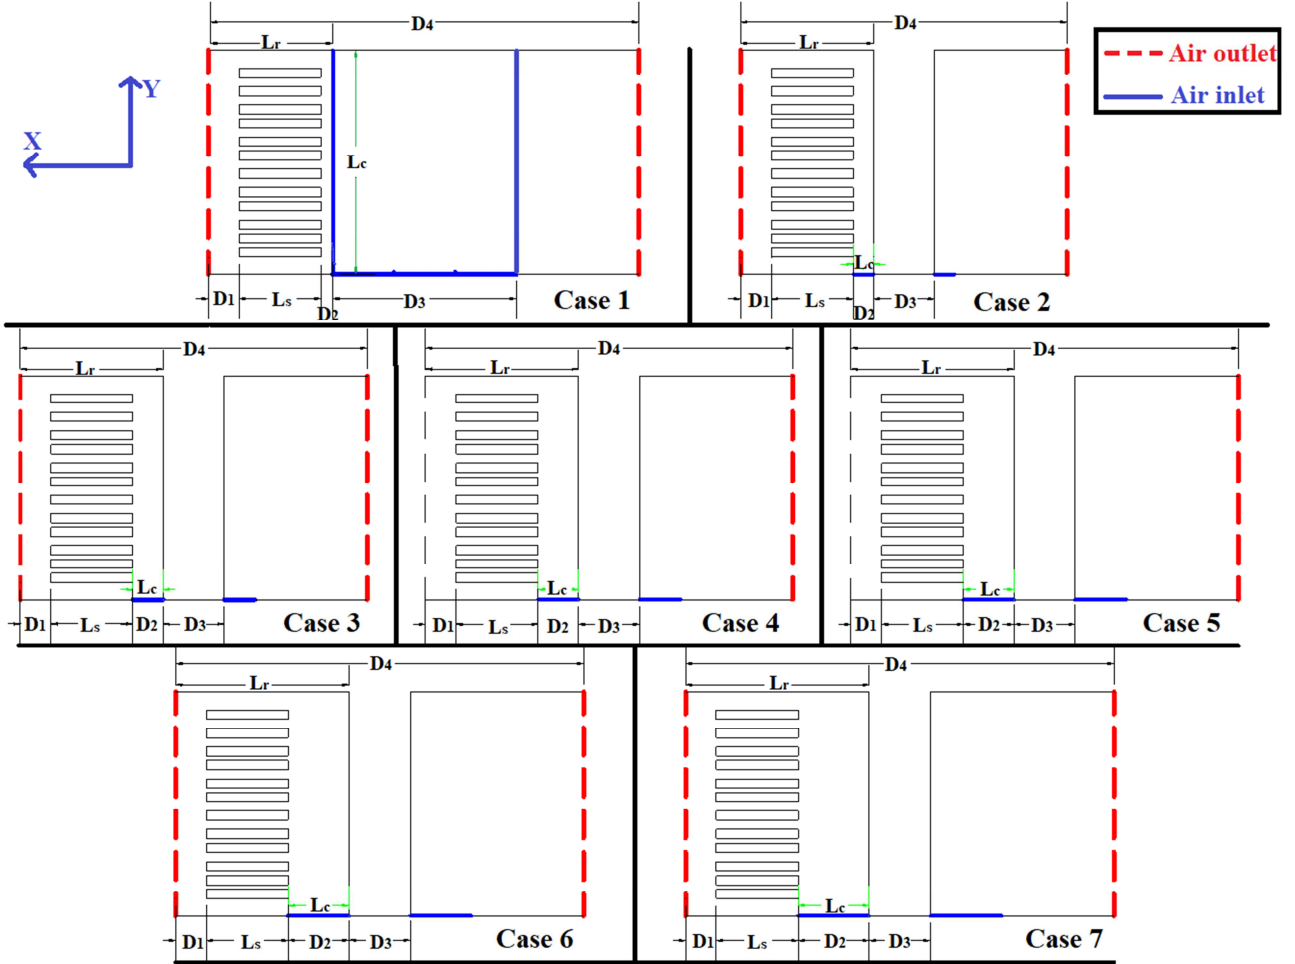 D4
Lr
Lc
D1
Ls
D2
D3
Case 1
Y
X
D4
Lr
Lc
D1
Ls
D2
D3
Case 2
Air outlet
Air inlet
D4
Lr
Lc
D1
Ls
D2
D3
Case 3
D4
Lr
Lc
D1
Ls
D2
D3
Case 4
D4
Lr
Lc
D1
Ls
D2
D3
Case 5
D4
Lr
Lc
D1
Ls
D2
D3
Case 6
D4
Lr
Lc
D1
Ls
D2
D3
Case 7